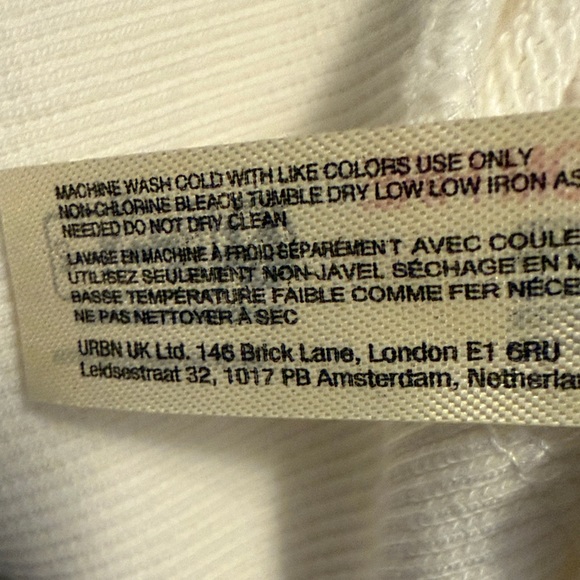 MACHINE WASH COLD WITH LIKE COLORS USE ONLY
NON-CHLORINE BLEACH TUMBLE DRY LOW LOW IRON AS
NEEDED DO NOT DRY CLEAN
LAVAGE EN MACHINE À FROID SÉPARÉMENT AVEC COULE
UTILISEZ SEULEMENT NON-JAVEL SÉCHAGE EN M
BASSE TEMPÉRATURE FAIBLE COMME FER NÉCE
NE PAS NETTOYER À SEC
URBN UK Ltd. 146 Brick Lane, London E1 6RU
Leidsestraat 32, 1017 PB Amsterdam, Netherla